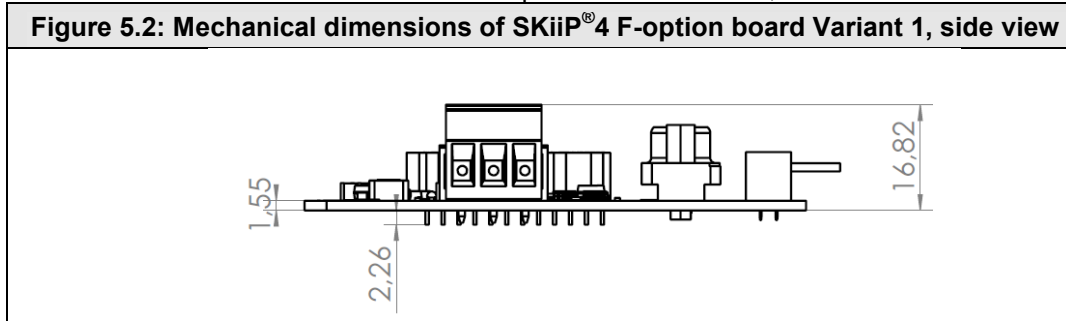 Figure 5.2: Mechanical dimensions of SKiiP®4 F-option board Variant 1, side view
16,82
1,55
2,26